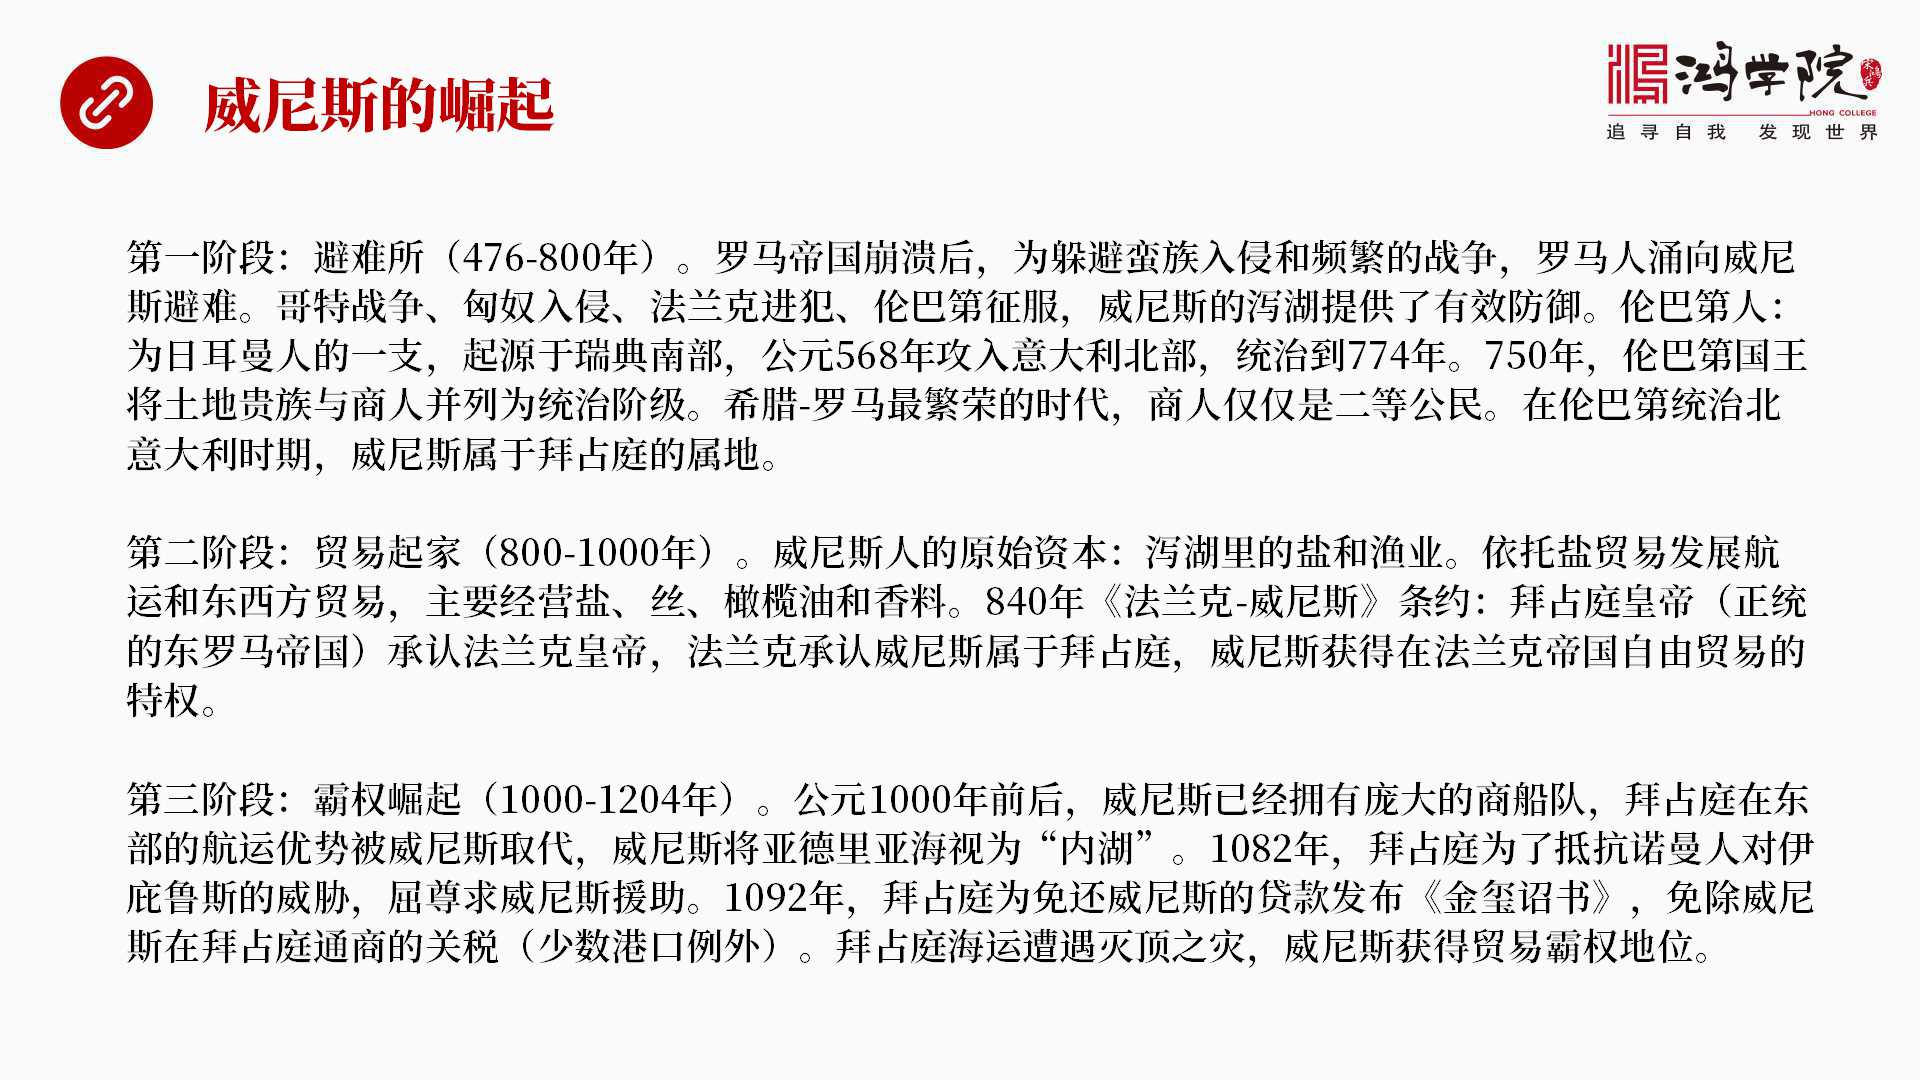 威尼斯的崛起
鸿学院
宋鸿兵
HONG COLLEGE
追寻自我 发现世界
第一阶段：避难所（476-800年）。罗马帝国崩溃后，为躲避蛮族入侵和频繁的战争，罗马人涌向威尼
斯避难。哥特战争、匈奴入侵、法兰克进犯、伦巴第征服，威尼斯的泻湖提供了有效防御。伦巴第人：
为日耳曼人的一支，起源于瑞典南部，公元568年攻入意大利北部，统治到774年。750年，伦巴第国王
将土地贵族与商人并列为统治阶级。希腊-罗马最繁荣的时代，商人仅仅是二等公民。在伦巴第统治北
意大利时期，威尼斯属于拜占庭的属地。
第二阶段：贸易起家（800-1000年）。威尼斯人的原始资本：泻湖里的盐和渔业。依托盐贸易发展航
运和东西方贸易，主要经营盐、丝、橄榄油和香料。840年《法兰克-威尼斯》条约：拜占庭皇帝（正统
的东罗马帝国）承认法兰克皇帝，法兰克承认威尼斯属于拜占庭，威尼斯获得在法兰克帝国自由贸易的
特权。
第三阶段：霸权崛起（1000-1204年）。公元1000年前后，威尼斯已经拥有庞大的商船队，拜占庭在东
部的航运优势被威尼斯取代，威尼斯将亚德里亚海视为“内湖”。1082年，拜占庭为了抵抗诺曼人对伊
庇鲁斯的威胁，屈尊求威尼斯援助。1092年，拜占庭为免还威尼斯的贷款发布《金玺诏书》，免除威尼
斯在拜占庭通商的关税（少数港口例外）。拜占庭海运遭遇灭顶之灾，威尼斯获得贸易霸权地位。